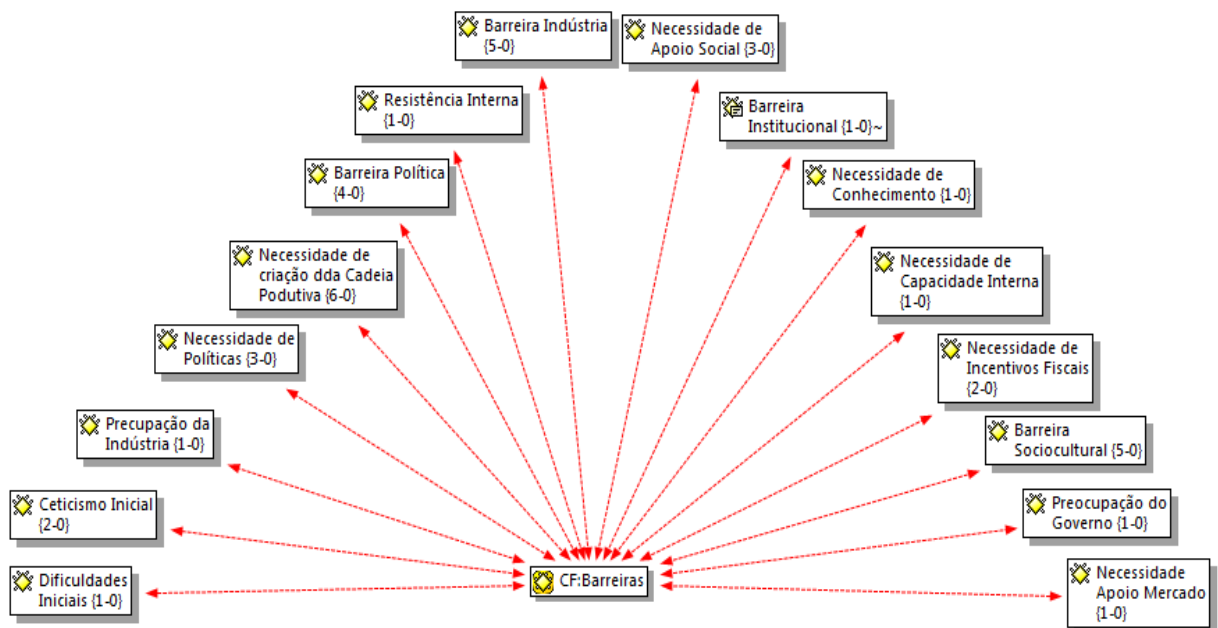 Barreira Indústria
{5-0}
Necessidade de
Apoio Social {3-0}
Resistência Interna
{1-0}
Barreira
Institucional {1-0}~
Barreira Política
{4-0}
Necessidade de
Conhecimento {1-0}
Necessidade de
criação dda Cadeia
Podutiva {6-0}
Necessidade de
Capacidade Interna
{1-0}
Necessidade de
Políticas {3-0}
Necessidade de
Incentivos Fiscais
{2-0}
Precupação da
Indústria {1-0}
Barreira
Sociocultural {5-0}
Ceticismo Inicial
{2-0}
Preocupação do
Governo {1-0}
Dificuldades
Iniciais {1-0}
CF:Barreiras
Necessidade
Apoio Mercado
{1-0}